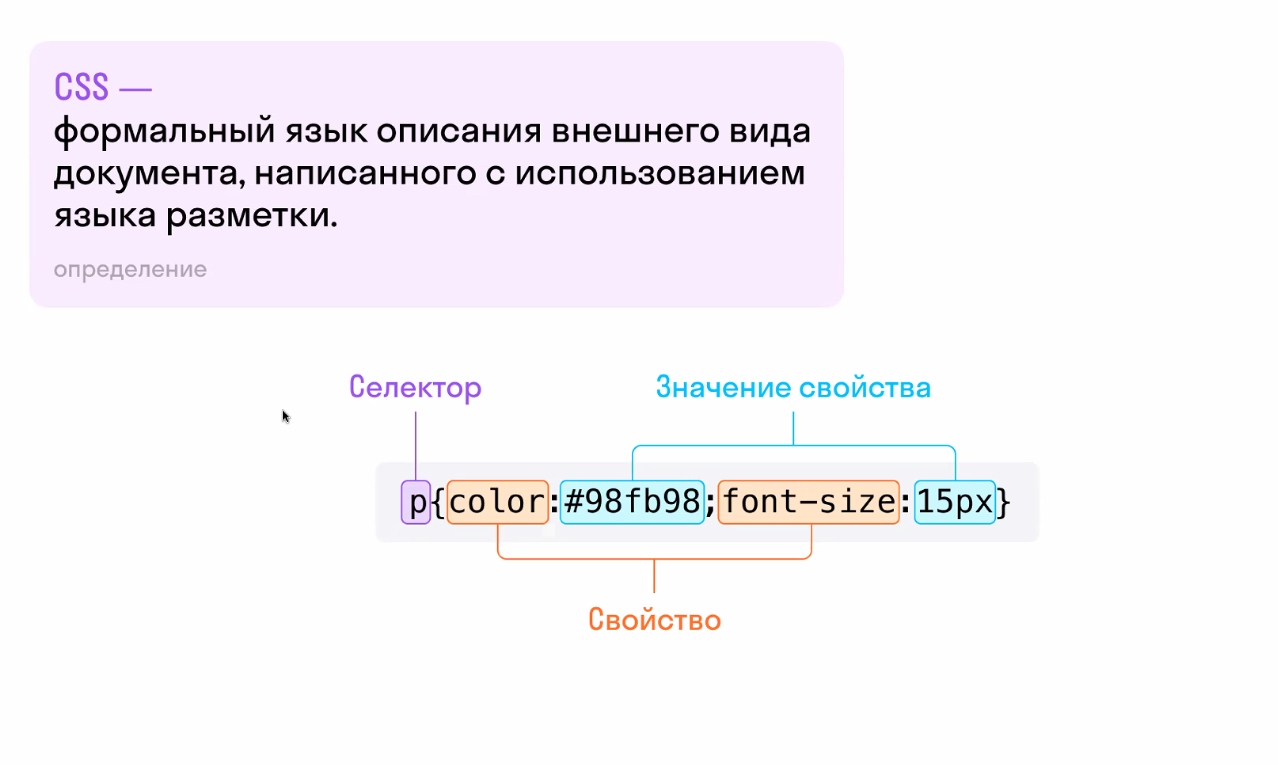 CSS —
формальный язык описания внешнего вида
документа, написанного с использованием
языка разметки.
определение
Селектор
Значение свойства
p{color:#98fb98;font-size:15px}
Свойство